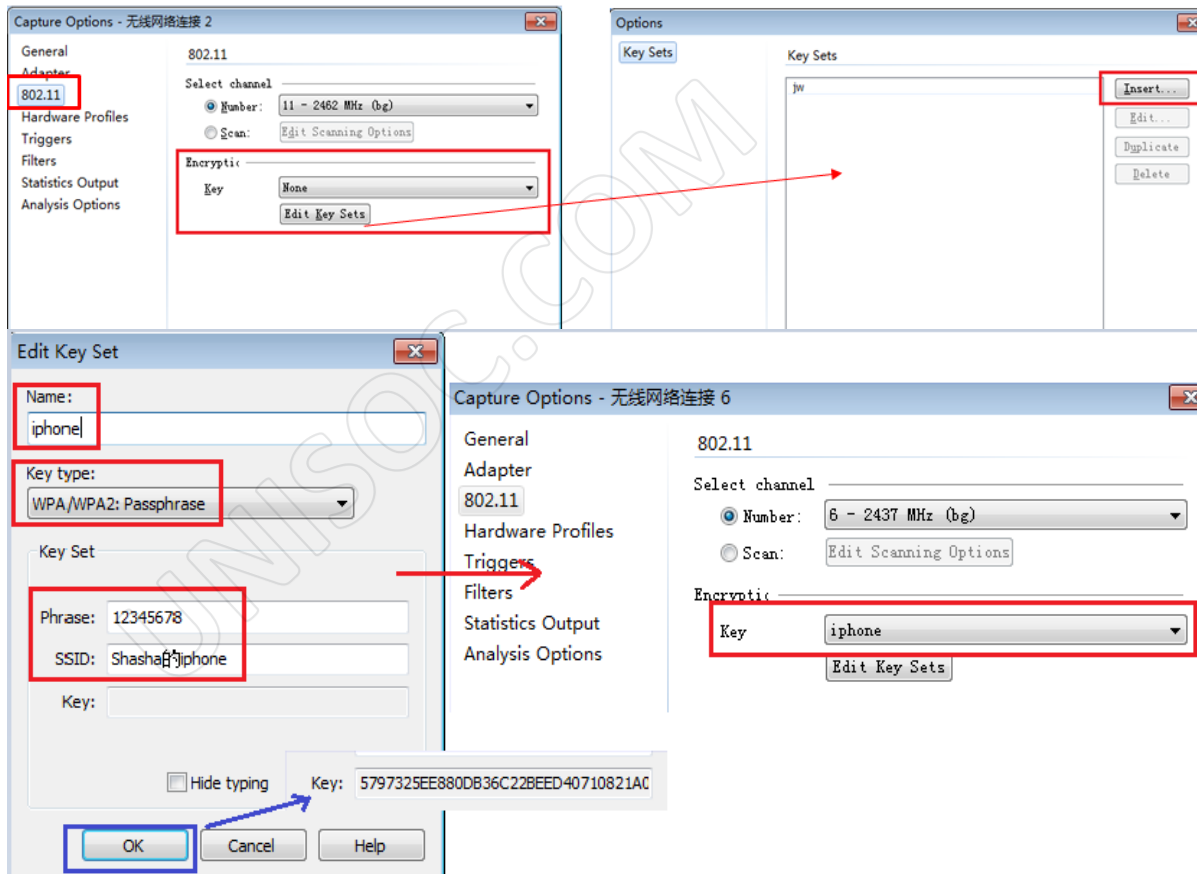 Capture Options - 无线网络连接 2
General
Adapter
802.11
Hardware Profiles
Triggers
Filters
Statistics Output
Analysis Options
802.11
Select channel
Number: 11 - 2462 MHz (bg)
Scan: Edit Scanning Options
Encryptic
Key None
Edit Key Sets
Options
Key Sets
Key Sets
jw
Insert...
Edit...
Duplicate
Delete
Edit Key Set
Name:
iphone
Key type:
WPA/WPA2: Passphrase
Key Set
Phrase: 12345678
SSID: Shasha的iphone
Key:
Hide typing
Key: 5797325EE880DB36C22BEED40710821AC
OK Cancel Help
Capture Options - 无线网络连接 6
General
Adapter
802.11
Hardware Profiles
Triggers
Filters
Statistics Output
Analysis Options
802.11
Select channel
Number: 6 - 2437 MHz (bg)
Scan: Edit Scanning Options
Encryptic
Key iphone
Edit Key Sets
UNISOC.COM